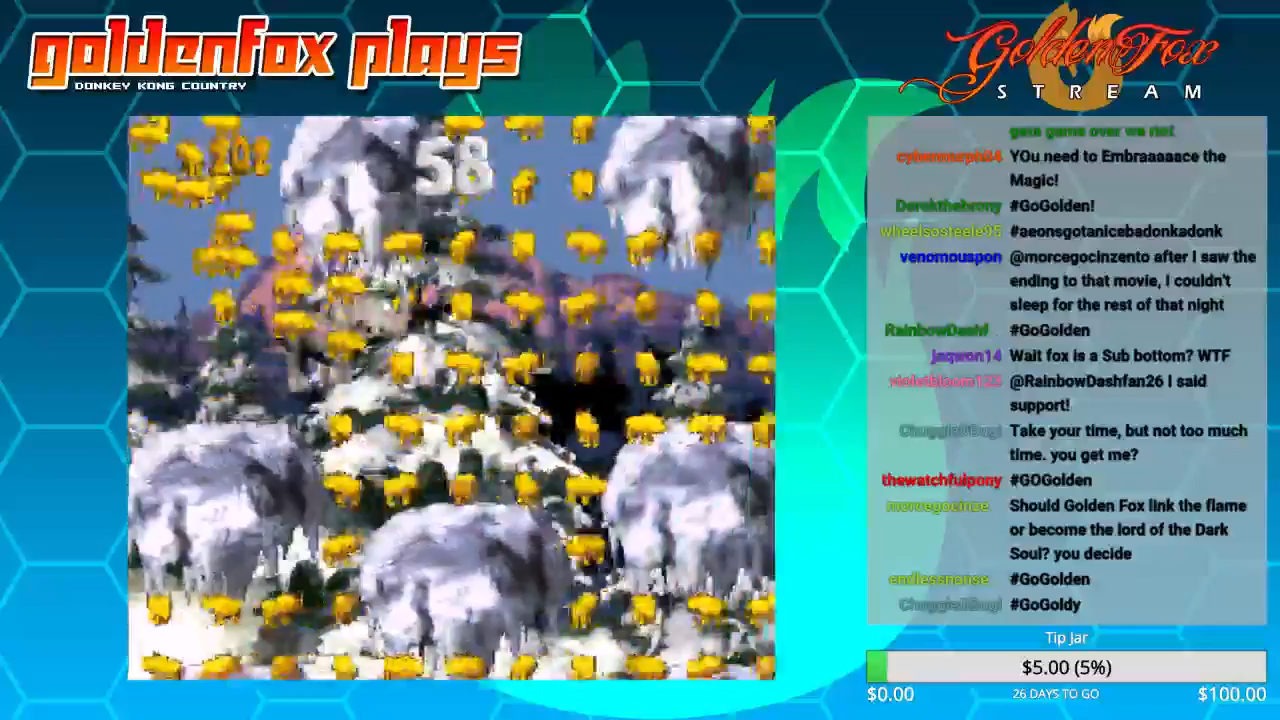 goldenfox plays
DONKEY KONG COUNTRY
GoldenFox
STREAM
58
YOu need to Embraaaaace the
Magic!
Derekthebrony #GoGolden!
wheelsosteele95 #aeonsgotanicebadonkadonk
venomouspon @morcegocinzento after I saw the
ending to that movie, I couldn't
sleep for the rest of that night
RainbowDashf #GoGolden
jaqwon14 Wait fox is a Sub bottom? WTF
@RainbowDashfan26 I said
support!
Take your time, but not too much
time. you get me?
thewatchfulpony #GOGolden
morcegocinze Should Golden Fox link the flame
or become the lord of the Dark
Soul? you decide
#GoGolden
#GoGoldy
Tip Jar
$5.00 (5%)
$0.00 26 DAYS TO GO $100.00